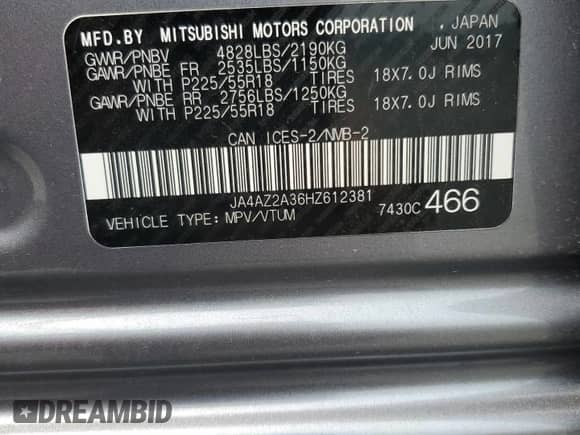 MFD.BY MITSUBISHI MOTORS CORPORATION , JAPAN
GVWR/PNBV 4828LBS/2190KG JUN 2017
GAWR/PNBE FR 2535LBS/1150KG
WITH P225/55R18 TIRES 18X7.0J RIMS
GAWR/PNBE RR 2756LBS/1250KG
WITH P225/55R18 TIRES 18X7.0J RIMS
CAN ICES-2/NMB-2
JA4AZ2A36HZ612381
VEHICLE TYPE: MPV/VTUM 7430C 466
DREAMBID